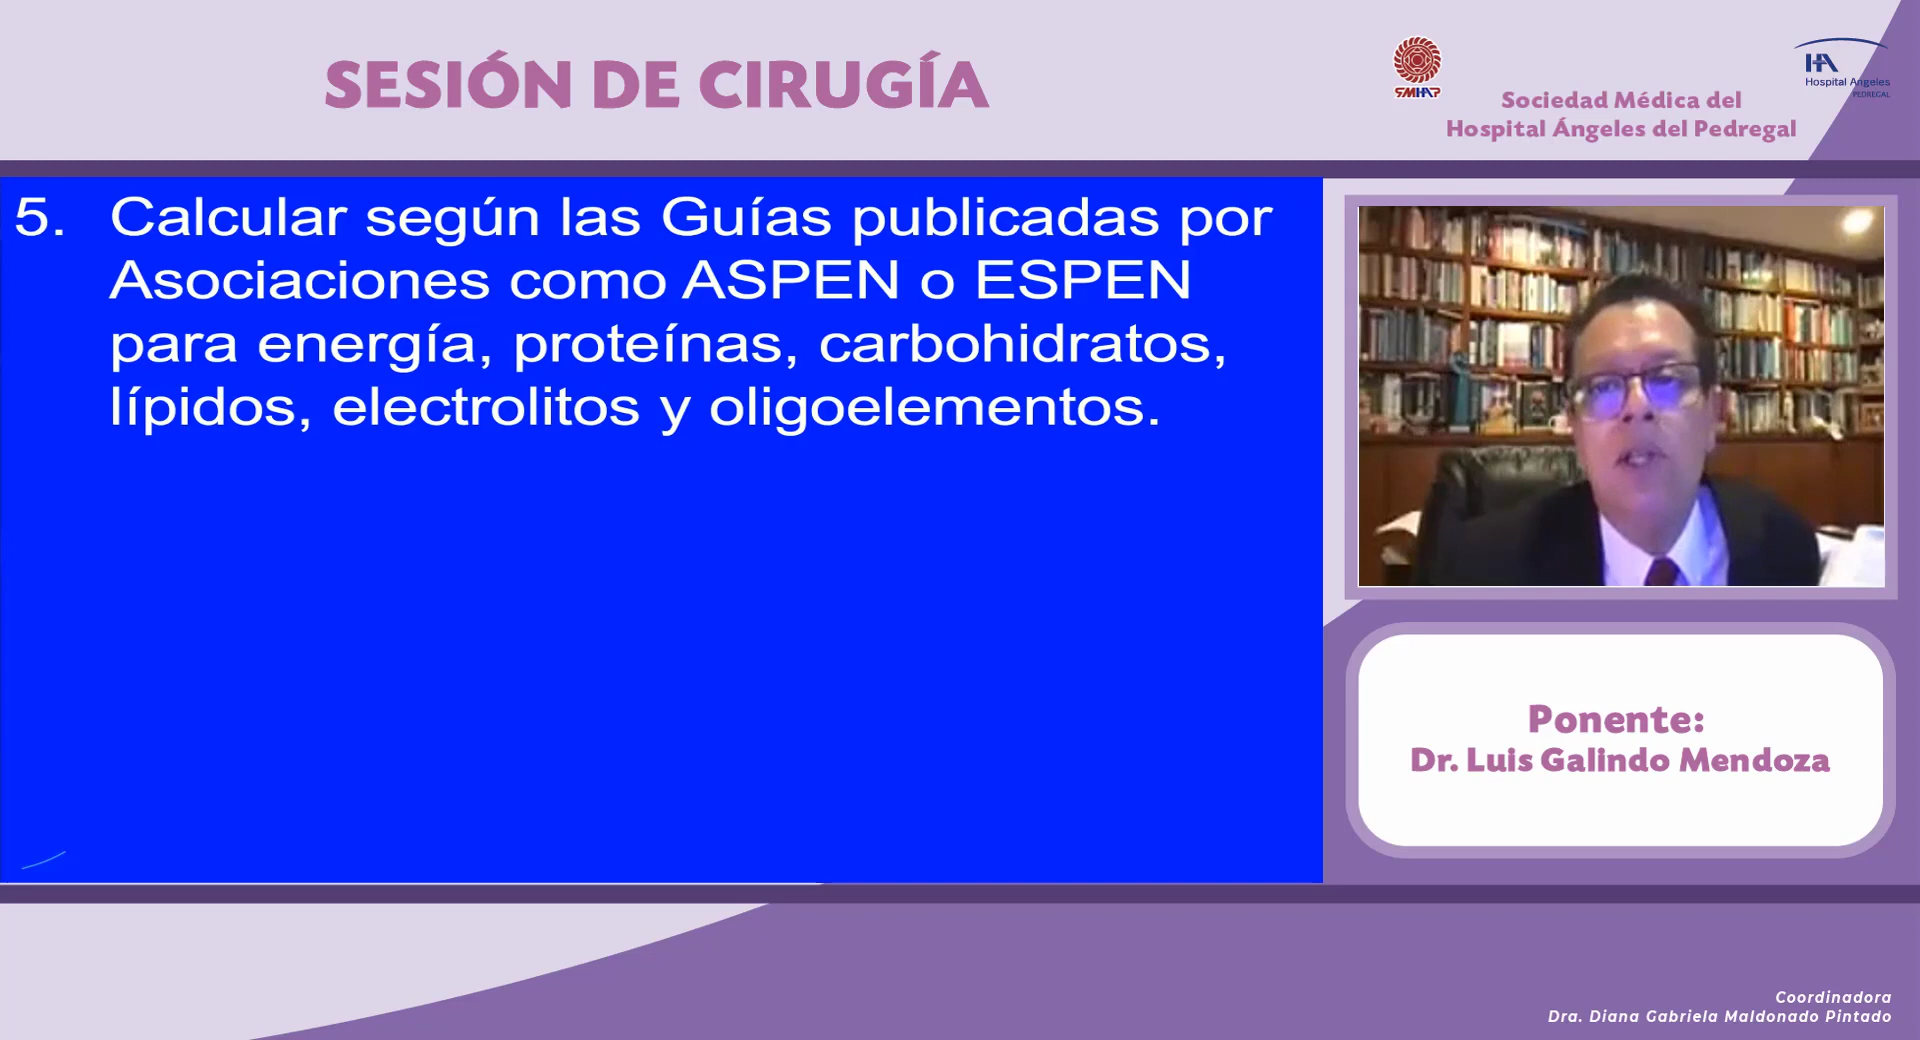 SESIÓN DE CIRUGÍA
SMHAP
Sociedad Médica del
Hospital Ángeles del Pedregal
HA
Hospital Angeles
PEDREGAL
5. Calcular según las Guías publicadas por
Asociaciones como ASPEN o ESPEN
para energía, proteínas, carbohidratos,
lípidos, electrolitos y oligoelementos.
Ponente:
Dr. Luis Galindo Mendoza
Coordinadora
Dra. Diana Gabriela Maldonado Pintado